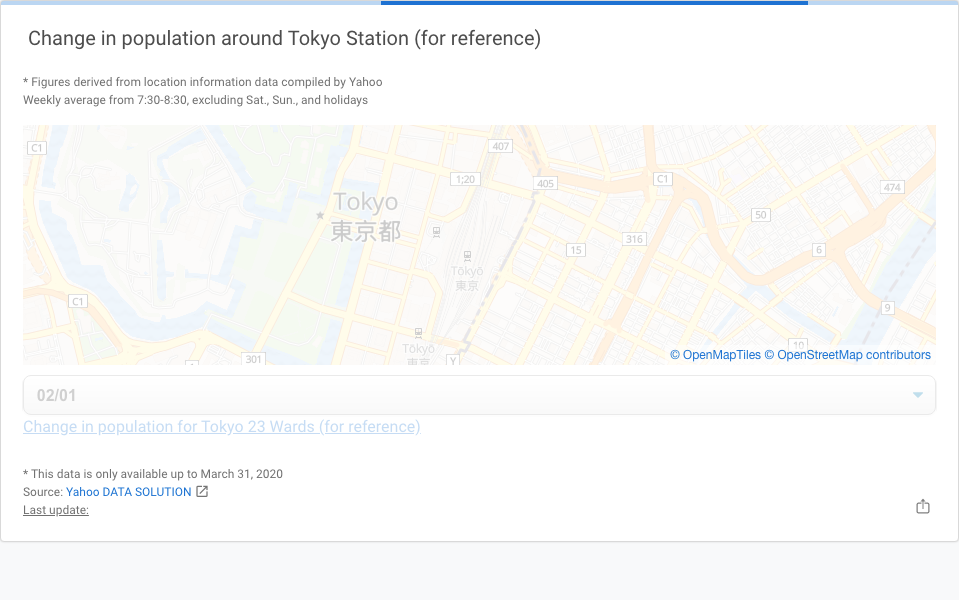 Change in population around Tokyo Station (for reference)
* Figures derived from location information data compiled by Yahoo
Weekly average from 7:30-8:30, excluding Sat., Sun., and holidays
C1
407
1;20
405
C1
474
Tokyo
東京都
50
316
15
6
Tōkyō
東京
C1
9
301
Tōkyō
東京
Y
10
© OpenMapTiles © OpenStreetMap contributors
02/01
Change in population for Tokyo 23 Wards (for reference)
* This data is only available up to March 31, 2020
Source: Yahoo DATA SOLUTION
Last update: